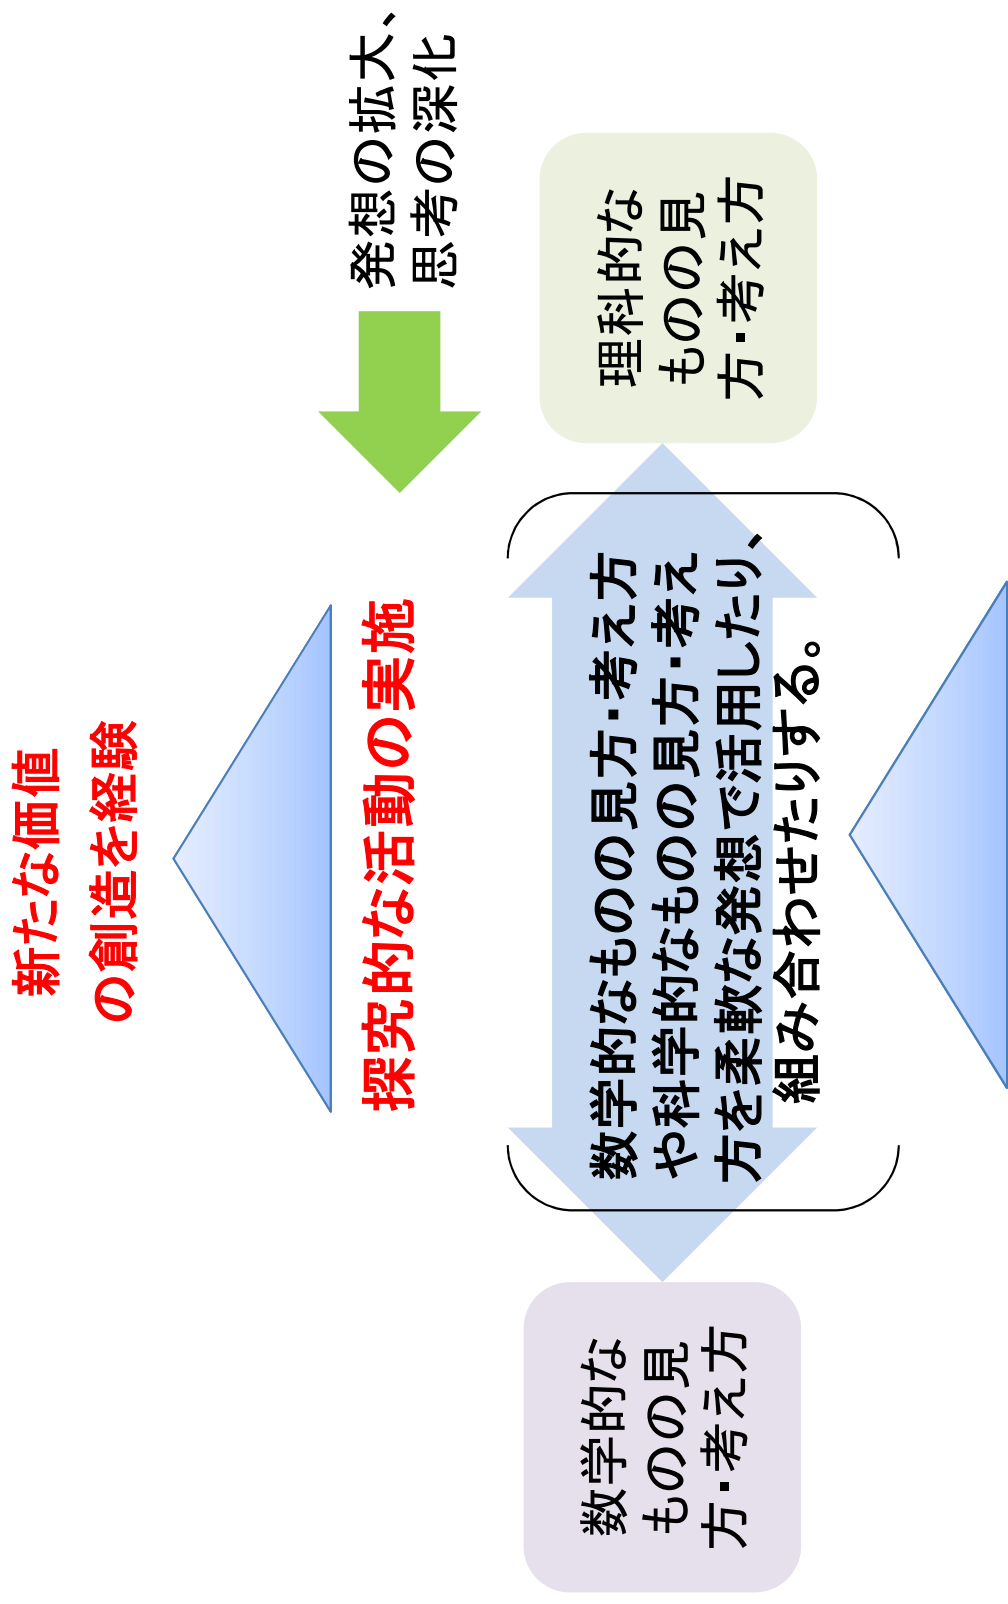 新たな価値
の創造を経験
探究的な活動の実施
発想の拡大、
思考の深化
数学的な
ものの見
方・考え方
数学的なものの見方・考え方
や科学的なものの見方・考え
方を柔軟な発想で活用したり、
組み合わせたりする。
理科的な
ものの見
方・考え方